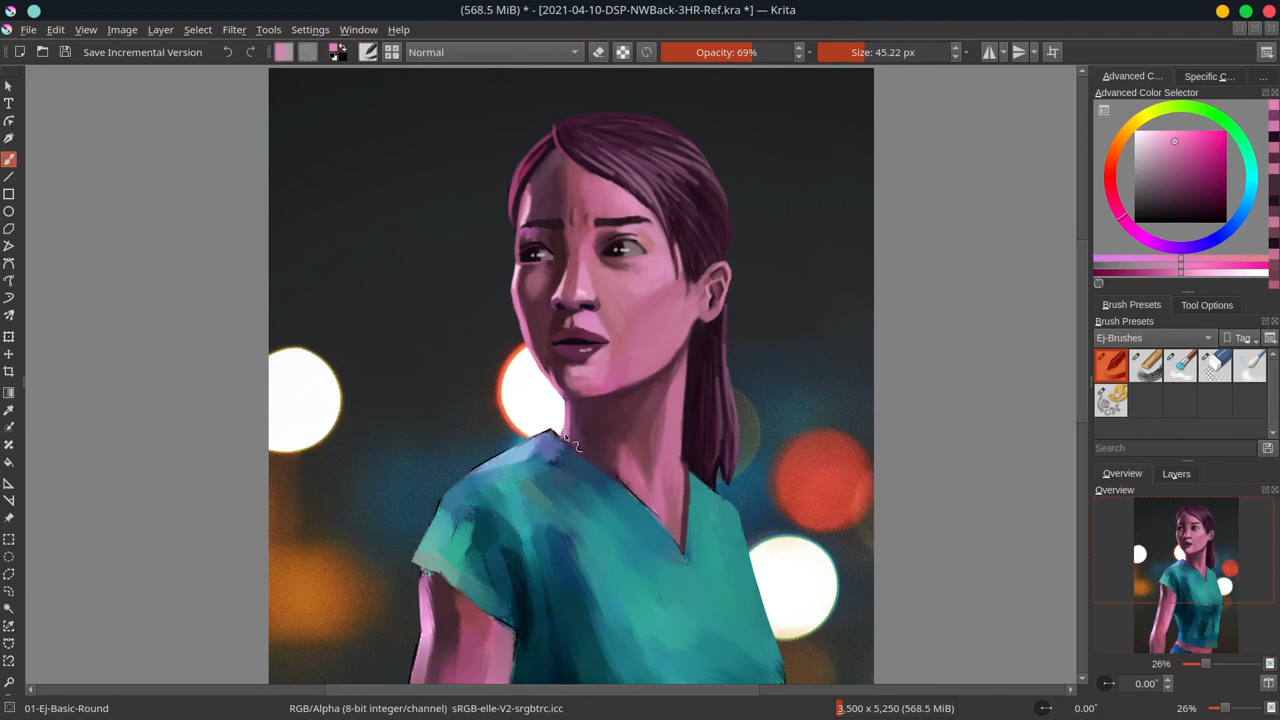 (568.5 MiB) * - [2021-04-10-DSP-NWBack-3HR-Ref.kra *] — Krita
File Edit View Image Layer Select Filter Tools Settings Window Help
Save Incremental Version Normal Opacity: 69% Size: 45.22 px
Advanced C... Specific C... ...
Advanced Color Selector
Brush Presets Tool Options
Brush Presets
Ej-Brushes Tag
Search
Overview Layers
Overview
26%
0.00°
01-Ej-Basic-Round RGB/Alpha (8-bit integer/channel) sRGB-elle-V2-srgbtrc.icc 3,500 x 5,250 (568.5 MiB) 0.00° 26%